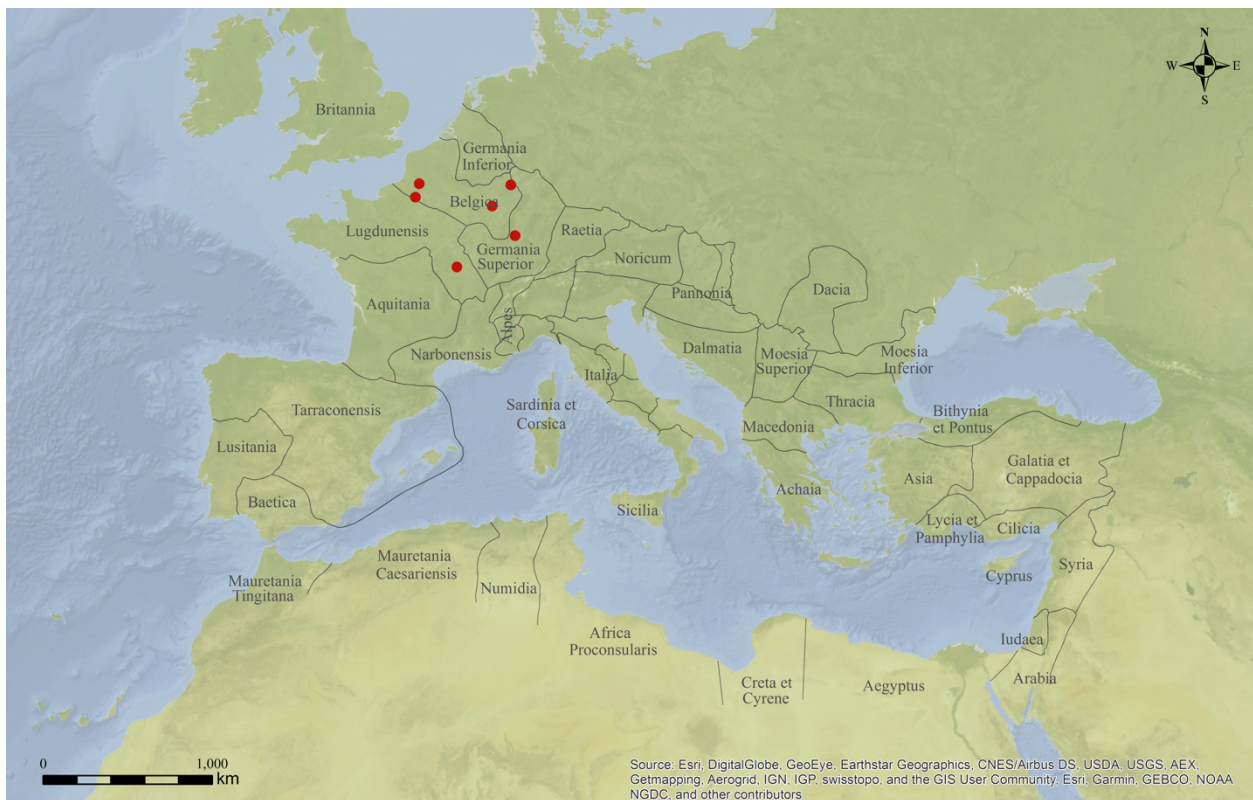 N
W E
S
Britannia
Germania
Inferior
Belgica
Lugdunensis
Germania
Superior
Raetia
Noricum
Pannonia
Dacia
Aquitania
Alpes
Narbonensis
Italia
Dalmatia
Moesia
Superior
Moesia
Inferior
Thracia
Macedonia
Achaia
Bithynia
et Pontus
Galatia et
Cappadocia
Asia
Lycia et
Pamphylia
Cilicia
Cyprus
Syria
Iudaea
Arabia
Tarraconensis
Lusitania
Baetica
Sardinia et
Corsica
Sicilia
Mauretania
Tingitana
Mauretania
Caesariensis
Numidia
Africa
Proconsularis
Creta et
Cyrene
Aegyptus
0 1,000
km
Source: Esri, DigitalGlobe, GeoEye, Earthstar Geographics, CNES/Airbus DS, USDA, USGS, AEX,
Getmapping, Aerogrid, IGN, IGP, swisstopo, and the GIS User Community, Esri, Garmin, GEBCO, NOAA
NGDC, and other contributors